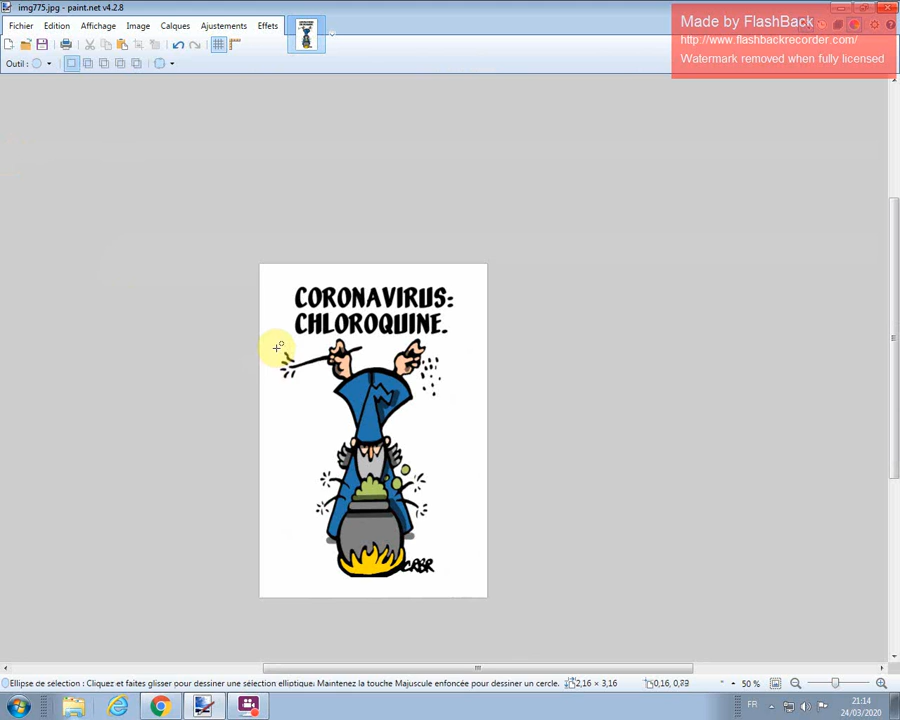 img775.jpg - paint.net v4.2.8
Made by FlashBack
http://www.flashbackrecorder.com/
Watermark removed when fully licensed
Fichier Edition Affichage Image Calques Ajustements Effets
Outil :
CORONAVIRUS:
CHLOROQUINE.
Ellipse de sélection : Cliquez et faites glisser pour dessiner une sélection elliptique. Maintenez la touche Majuscule enfoncée pour dessiner un cercle.
2,16 × 3,16
50 %
FR
21:14
24/03/2020